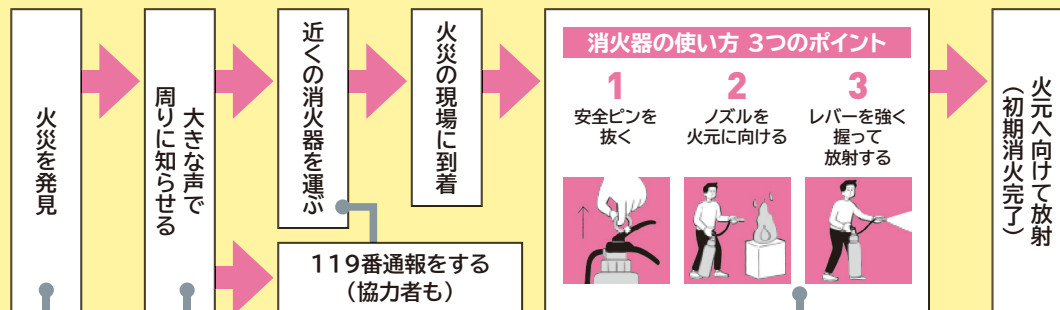 火災を発見
大きな声で
周りに知らせる
近くの消火器を運ぶ
火災の現場に到着
119番通報をする
（協力者も）
消火器の使い方 3つのポイント
1
安全ピンを
抜く
2
ノズルを
火元に向ける
3
レバーを強く
握って
放射する
火元へ向けて放射
（初期消火完了）